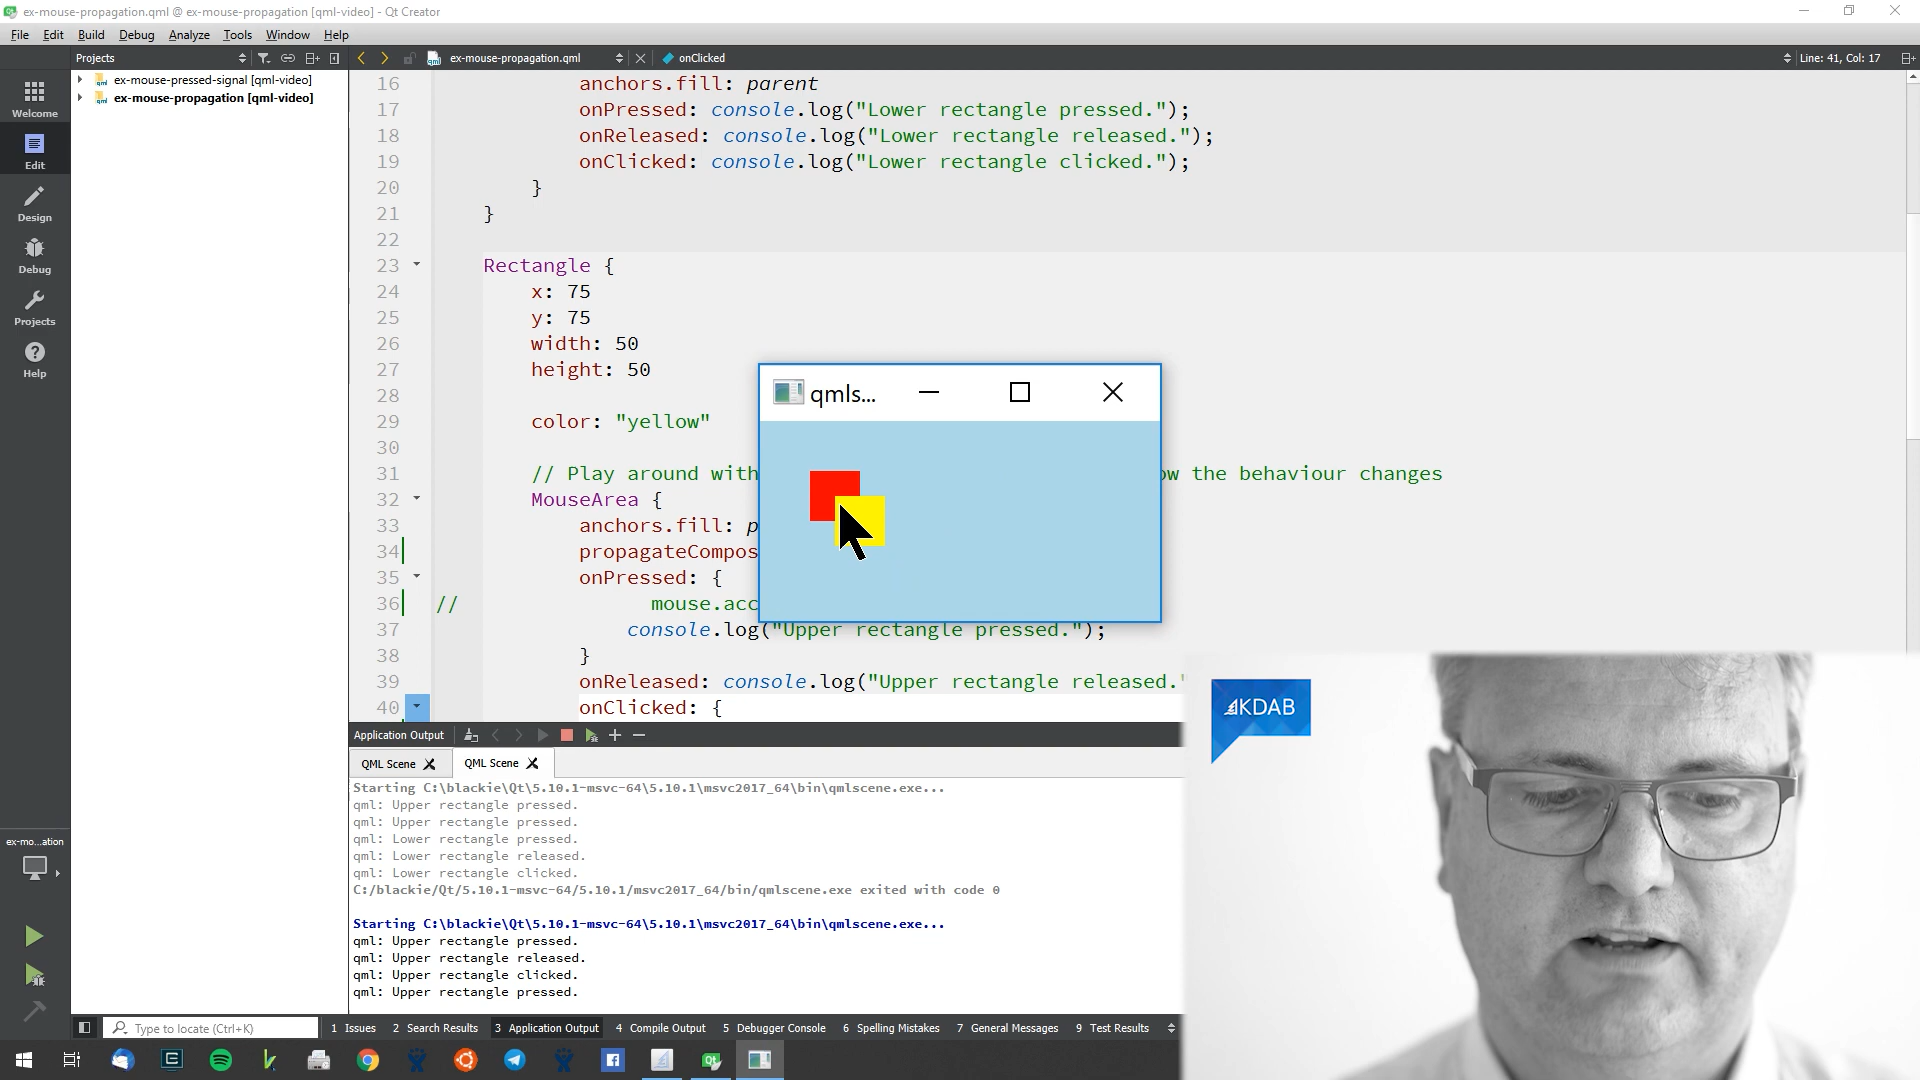 ex-mouse-propagation.qml @ ex-mouse-propagation [qml-video] - Qt Creator
File Edit Build Debug Analyze Tools Window Help
Projects
ex-mouse-propagation.qml
onClicked
Line: 41, Col: 17
ex-mouse-pressed-signal [qml-video]
ex-mouse-propagation [qml-video]
Welcome
Edit
Design
Debug
Projects
Help
16 anchors.fill: parent
17 onPressed: console.log("Lower rectangle pressed.");
18 onReleased: console.log("Lower rectangle released.");
19 onClicked: console.log("Lower rectangle clicked.");
20 }
21 }
22
23 Rectangle {
24 x: 75
25 y: 75
26 width: 50
27 height: 50
28
29 color: "yellow"
30
31 // Play around with ow the behaviour changes
32 MouseArea {
33 anchors.fill: p
34 propagateCompos
35 onPressed: {
36 // mouse.acc
37 console.log("Upper rectangle pressed.");
38 }
39 onReleased: console.log("Upper rectangle released."
40 onClicked: {
qmls...
KDAB
Application Output
QML Scene
QML Scene
Starting C:\blackie\Qt\5.10.1-msvc-64\5.10.1\msvc2017_64\bin\qmlscene.exe...
qml: Upper rectangle pressed.
qml: Upper rectangle pressed.
qml: Lower rectangle pressed.
qml: Lower rectangle released.
qml: Lower rectangle clicked.
C:/blackie/Qt/5.10.1-msvc-64/5.10.1/msvc2017_64/bin/qmlscene.exe exited with code 0
Starting C:\blackie\Qt\5.10.1-msvc-64\5.10.1\msvc2017_64\bin\qmlscene.exe...
qml: Upper rectangle pressed.
qml: Upper rectangle released.
qml: Upper rectangle clicked.
qml: Upper rectangle pressed.
ex-mo...ation
Type to locate (Ctrl+K)
1 Issues 2 Search Results 3 Application Output 4 Compile Output 5 Debugger Console 6 Spelling Mistakes 7 General Messages 9 Test Results